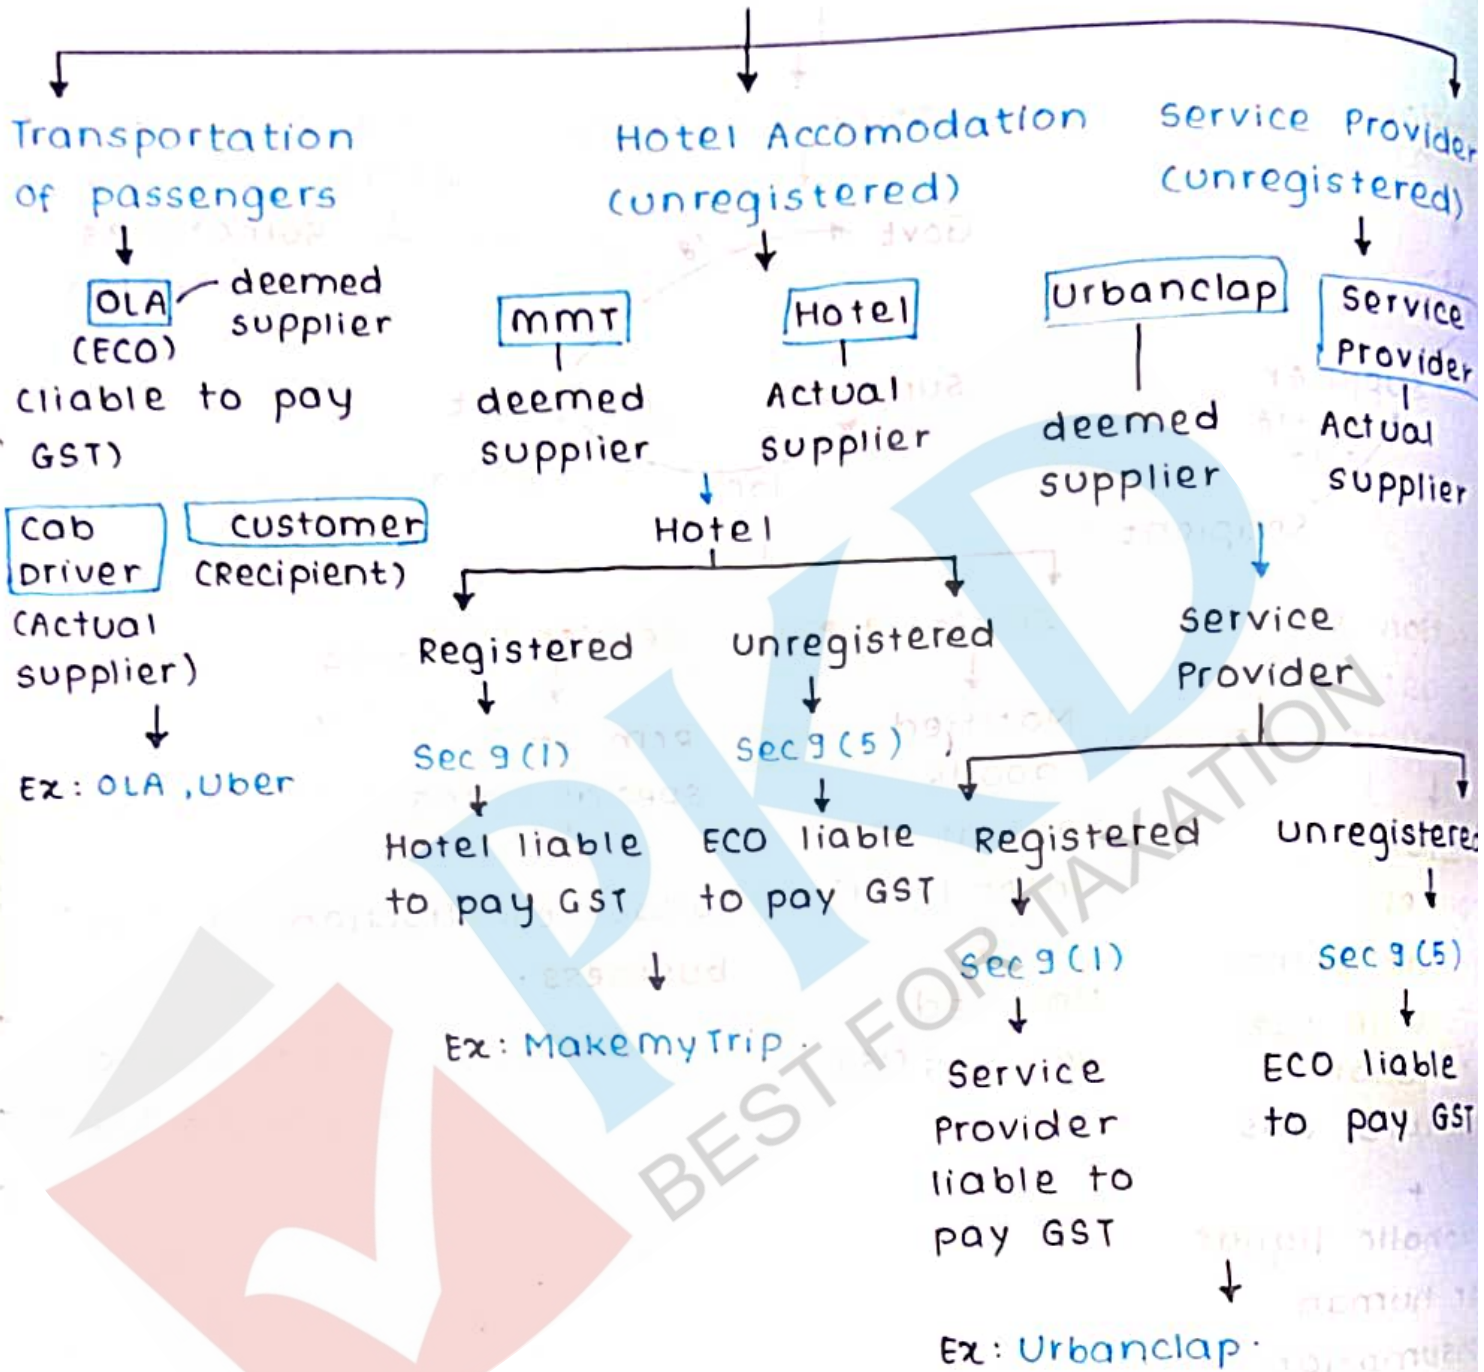 Transportation
of passengers
OLA
deemed
supplier
(ECO)
(liable to pay
GST)
Cab
Driver
Customer
(Recipient)
(Actual
supplier)
Ex: OLA, Uber
Hotel Accomodation
(unregistered)
MMT
Hotel
deemed
supplier
Actual
supplier
Hotel
Registered
unregistered
Sec 9(1)
Sec 9(5)
Hotel liable
to pay GST
ECO liable
to pay GST
Ex: MakemyTrip.
Service Provider
(unregistered)
Urbanclap
Service
Provider
deemed
supplier
Actual
supplier
Service
Provider
Registered
unregistered
Sec 9(1)
Sec 9(5)
Service
Provider
liable to
pay GST
ECO liable
to pay GST
Ex: Urbanclap.
PKD
BEST FOR TAXATION